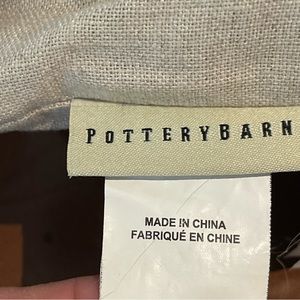 POTTERYBARN
MADE IN CHINA
FABRIQUÉ EN CHINE